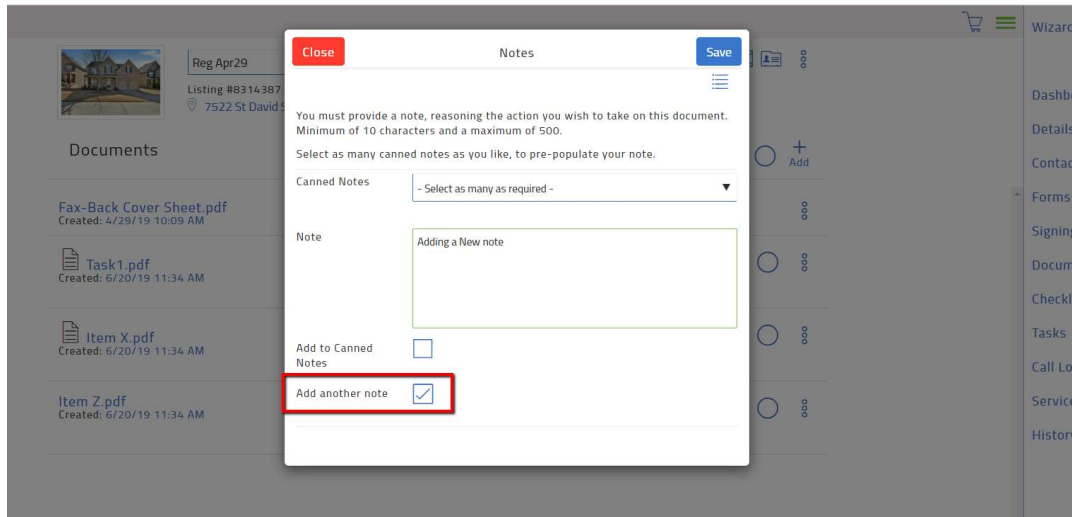 Wizard
Close
Notes
Save
Reg Apr29
Listing #8314387
7522 St David
You must provide a note, reasoning the action you wish to take on this document.
Minimum of 10 characters and a maximum of 500.
Select as many canned notes as you like, to pre-populate your note.
Documents
Add
Canned Notes
- Select as many as required -
Fax-Back Cover Sheet.pdf
Created: 4/29/19 10:09 AM
Note
Adding a New note
Task1.pdf
Created: 6/20/19 11:34 AM
Item X.pdf
Created: 6/20/19 11:34 AM
Add to Canned
Notes
Add another note
Item Z.pdf
Created: 6/20/19 11:34 AM
Dashb
Details
Contac
Forms
Signing
Docum
Checkl
Tasks
Call Lo
Service
History